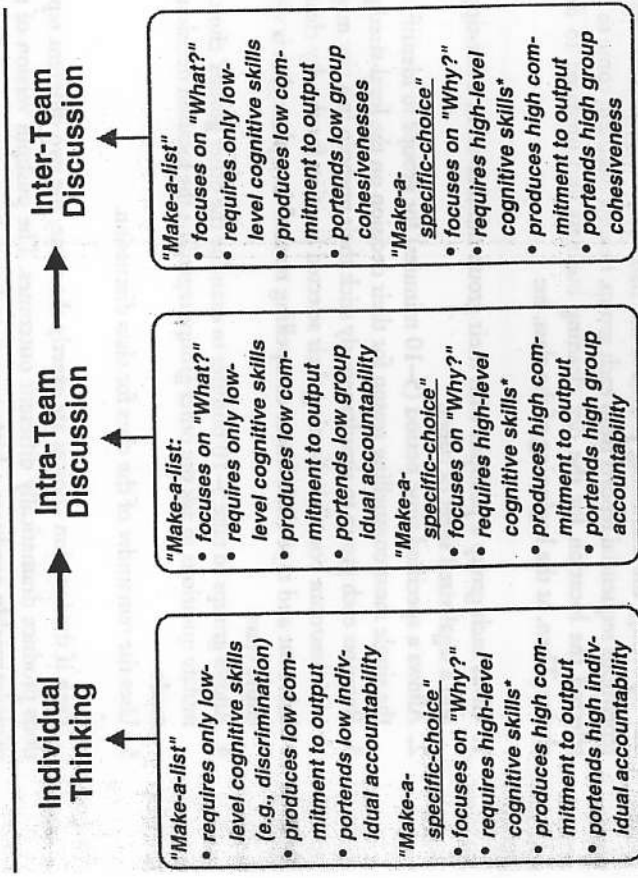 Individual
Thinking
Intra-Team
Discussion
Inter-Team
Discussion
"Make-a-list"
• requires only low-
level cognitive skills
(e.g., discrimination)
• produces low com-
mitment to output
• portends low indiv-
idual accountability
"Make-a-
specific-choice"
• focuses on "Why?"
• requires high-level
cognitive skills*
• produces high com-
mitment to output
• portends high indiv-
idual accountability
"Make-a-list:
• focuses on "What?"
• requires only low-
level cognitive skills
• produces low com-
mitment to output
• portends low group
idual accountability
"Make-a-
specific-choice"
• focuses on "Why?"
• requires high-level
cognitive skills*
• produces high com-
mitment to output
• portends high group
accountability
"Make-a-list"
• focuses on "What?"
• requires only low-
level cognitive skills
• produces low com-
mitment to output
• portends low group
cohesivenesses
"Make-a-
specific-choice"
• focuses on "Why?"
• requires high-level
cognitive skills*
• produces high com-
mitment to output
• portends high group
cohesiveness